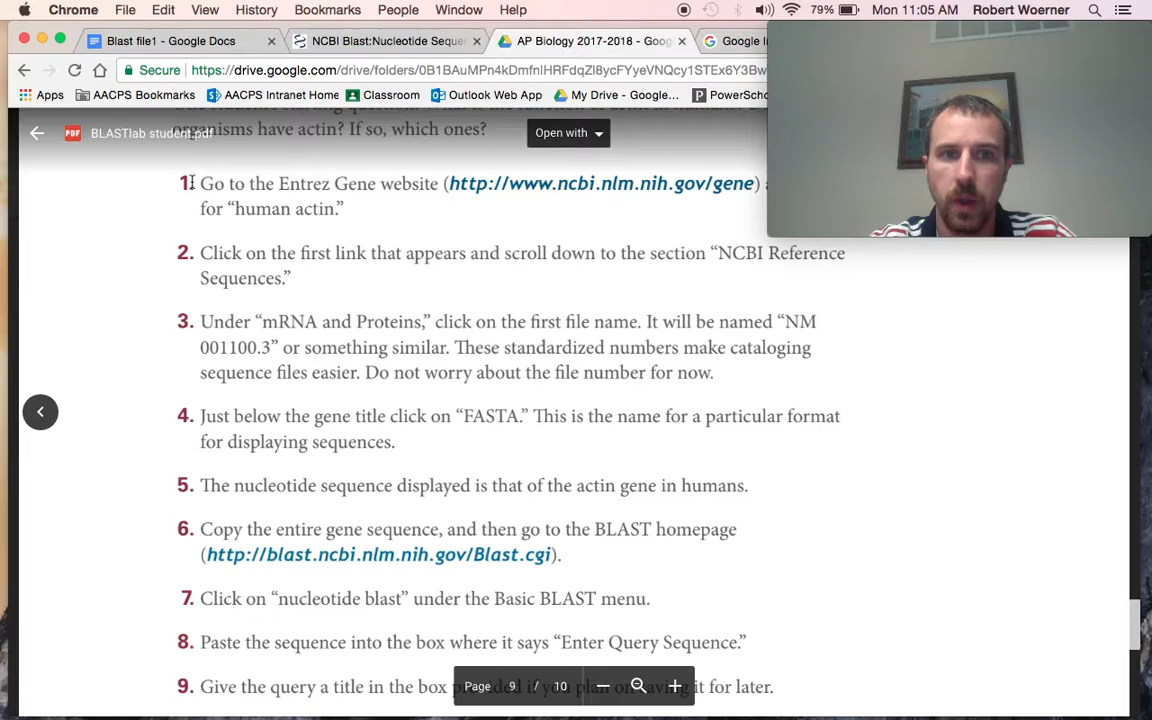 Chrome File Edit View History Bookmarks People Window Help 79% Mon 11:05 AM Robert Woerner
Blast file1 - Google Docs NCBI Blast:Nucleotide Seque AP Biology 2017-2018 - Goog Google I
Secure https://drive.google.com/drive/folders/0B1BAuMPn4kDmfnlHRFdqZl8ycFYyeVNQcy1STEx6Y3Bw
Apps AACPS Bookmarks AACPS Intranet Home Classroom Outlook Web App My Drive - Google... PowerScho
organisms have actin? If so, which ones?
PDF BLASTlab student.pdf Open with
1. Go to the Entrez Gene website (http://www.ncbi.nlm.nih.gov/gene)
for “human actin.”
2. Click on the first link that appears and scroll down to the section “NCBI Reference
Sequences.”
3. Under “mRNA and Proteins,” click on the first file name. It will be named “NM
001100.3” or something similar. These standardized numbers make cataloging
sequence files easier. Do not worry about the file number for now.
4. Just below the gene title click on “FASTA.” This is the name for a particular format
for displaying sequences.
5. The nucleotide sequence displayed is that of the actin gene in humans.
6. Copy the entire gene sequence, and then go to the BLAST homepage
(http://blast.ncbi.nlm.nih.gov/Blast.cgi).
7. Click on “nucleotide blast” under the Basic BLAST menu.
8. Paste the sequence into the box where it says “Enter Query Sequence.”
9. Give the query a title in the box provided if you plan on saving it for later.
Page 9 / 10